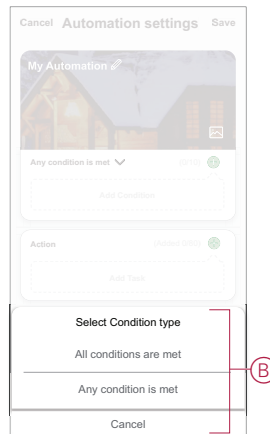 Cancel Automation settings Save
My Automation
Any condition is met
Add Condition
Action
Add Task
Select Condition type
All conditions are met
B
Any condition is met
Cancel